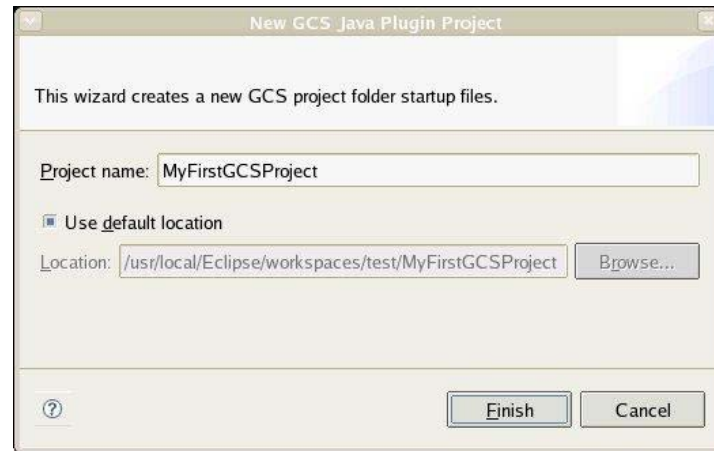 New GCS Java Plugin Project
This wizard creates a new GCS project folder startup files.
Project name: MyFirstGCSProject
Use default location
Location: /usr/local/Eclipse/workspaces/test/MyFirstGCSProject Browse...
? Finish Cancel